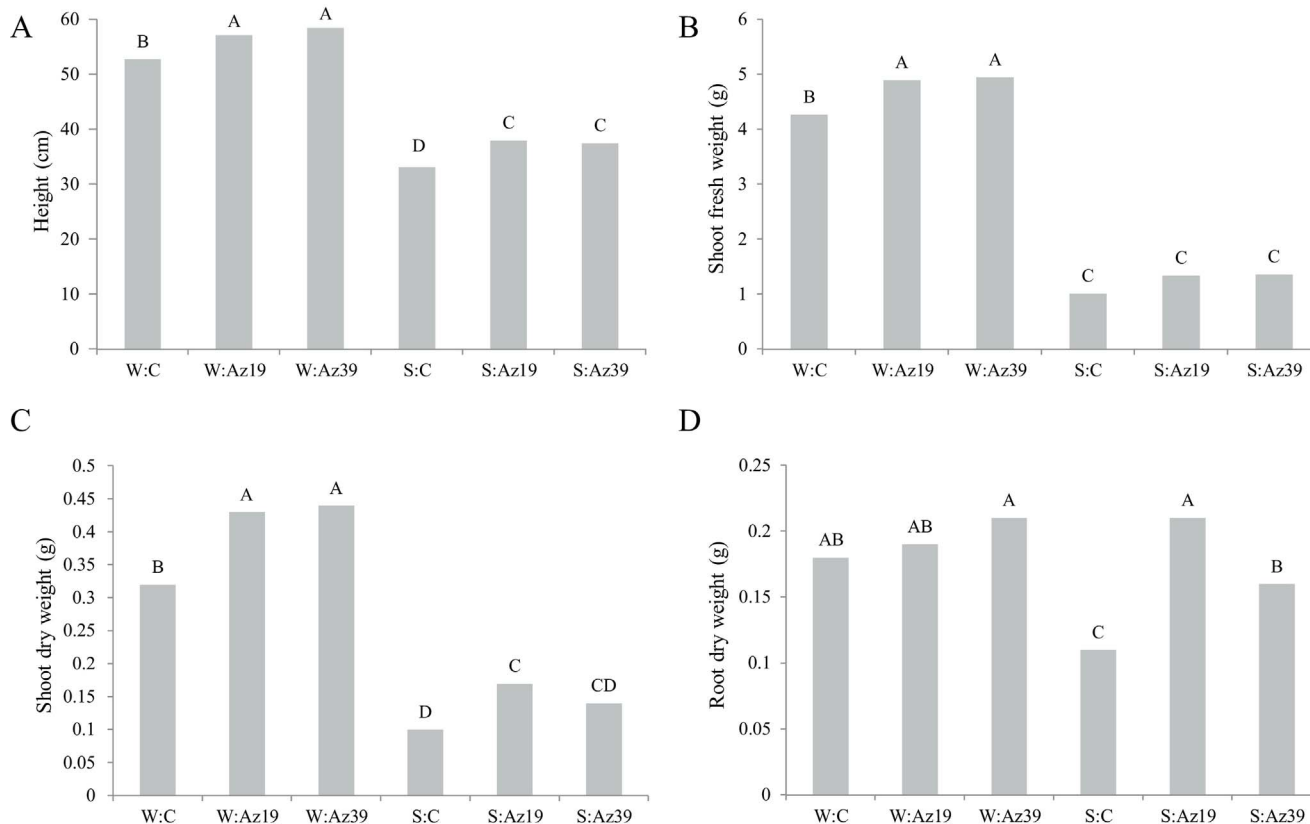 A
Height (cm)
60
50
40
30
20
10
0
B
A
A
D
C
C
W:C W:Az19 W:Az39 S:C S:Az19 S:Az39
B
Shoot fresh weight (g)
6
5
4
3
2
1
0
B
A
A
C
C
C
W:C W:Az19 W:Az39 S:C S:Az19 S:Az39
C
Shoot dry weight (g)
0.5
0.45
0.4
0.35
0.3
0.25
0.2
0.15
0.1
0.05
0
B
A
A
D
C
CD
W:C W:Az19 W:Az39 S:C S:Az19 S:Az39
D
Root dry weight (g)
0.25
0.2
0.15
0.1
0.05
0
AB
AB
A
C
A
B
W:C W:Az19 W:Az39 S:C S:Az19 S:Az39